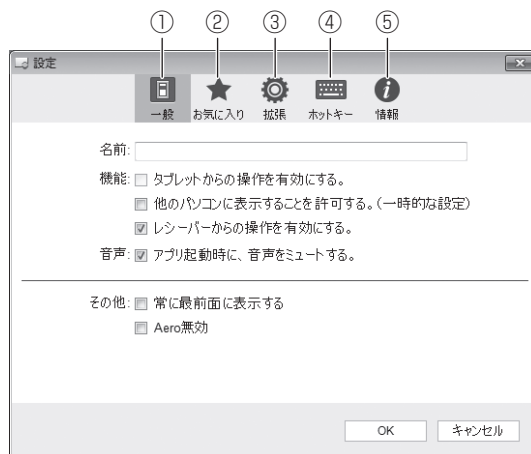 ① ② ③ ④ ⑤
設定
一般 お気に入り 拡張 ホットキー 情報
名前:
機能: タブレットからの操作を有効にする。
他のパソコンに表示することを許可する。(一時的な設定)
レシーバーからの操作を有効にする。
音声: アプリ起動時に、音声をミュートする。
その他: 常に最前面に表示する
Aero無効
OK キャンセル